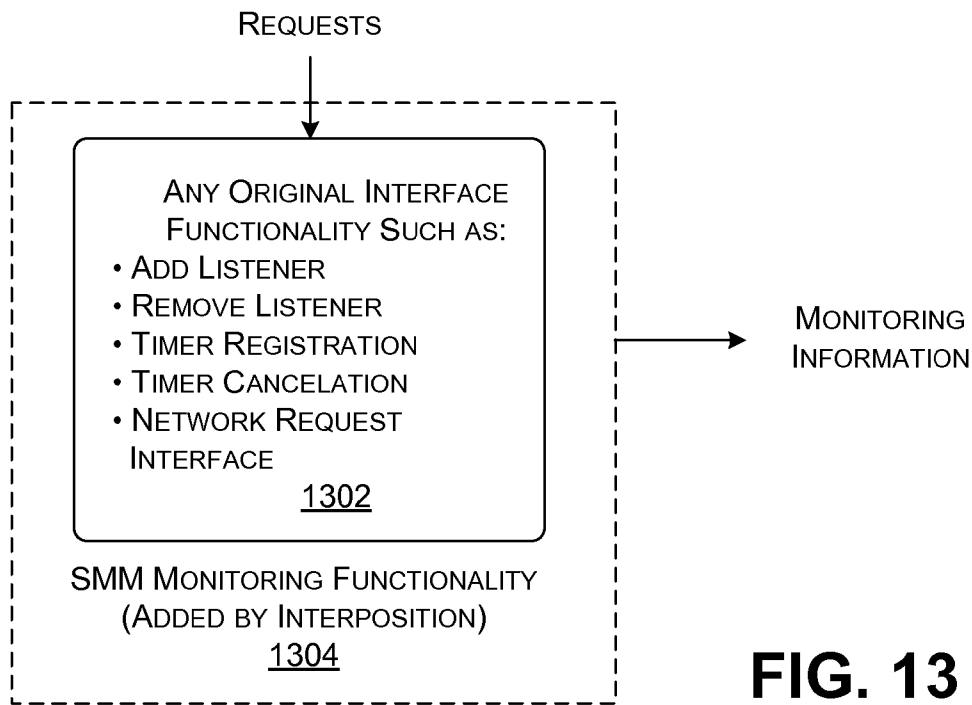 REQUESTS
ANY ORIGINAL INTERFACE
FUNCTIONALITY SUCH AS:
• ADD LISTENER
• REMOVE LISTENER
• TIMER REGISTRATION
• TIMER CANCELATION
• NETWORK REQUEST
INTERFACE
1302
SMM MONITORING FUNCTIONALITY
(ADDED BY INTERPOSITION)
1304
MONITORING
INFORMATION
FIG. 13